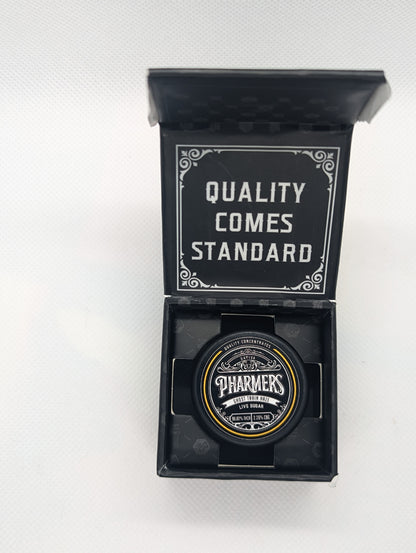 QUALITY
COMES
STANDARD
QUALITY CONCENTRATES
PHARMERS
GHOST TRAIN HAZE
LIVE SUGAR